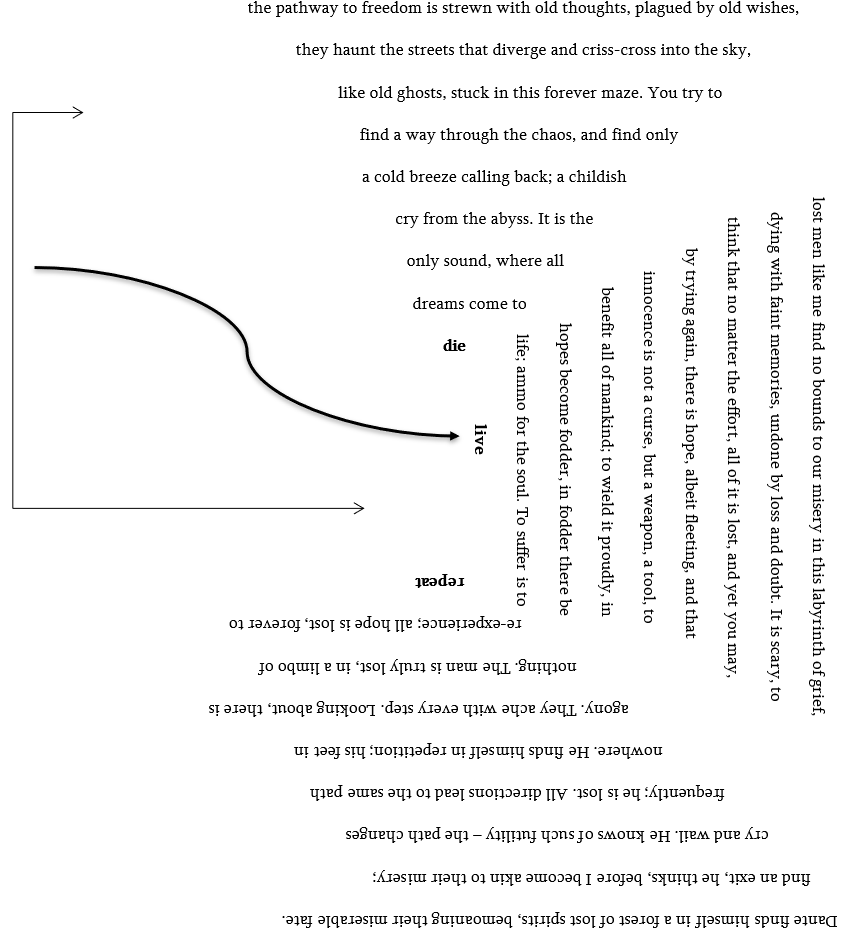 the pathway to freedom is strewn with old thoughts, plagued by old wishes,
they haunt the streets that diverge and criss-cross into the sky,
like old ghosts, stuck in this forever maze. You try to
find a way through the chaos, and find only
a cold breeze calling back; a childish
cry from the abyss. It is the
only sound, where all
dreams come to
die
lost men like me find no bounds to our misery in this labyrinth of grief,
dying with faint memories, undone by loss and doubt. It is scary, to
think that no matter the effort, all of it is lost, and yet you may,
by trying again, there is hope, albeit fleeting, and that
innocence is not a curse, but a weapon, a tool, to
benefit all of mankind; to wield it proudly, in
hopes become fodder, in fodder there be
life; ammo for the soul. To suffer is to
live
Dante finds himself in a forest of lost spirits, bemoaning their miserable fate.
find an exit, he thinks, before I become akin to their misery;
cry and wail. He knows of such futility – the path changes
frequently; he is lost. All directions lead to the same path
nowhere. He finds himself in repetition; his feet in
agony. They ache with every step. Looking about, there is
nothing. The man is truly lost, in a limbo of
re-experience; all hope is lost, forever to
repeat